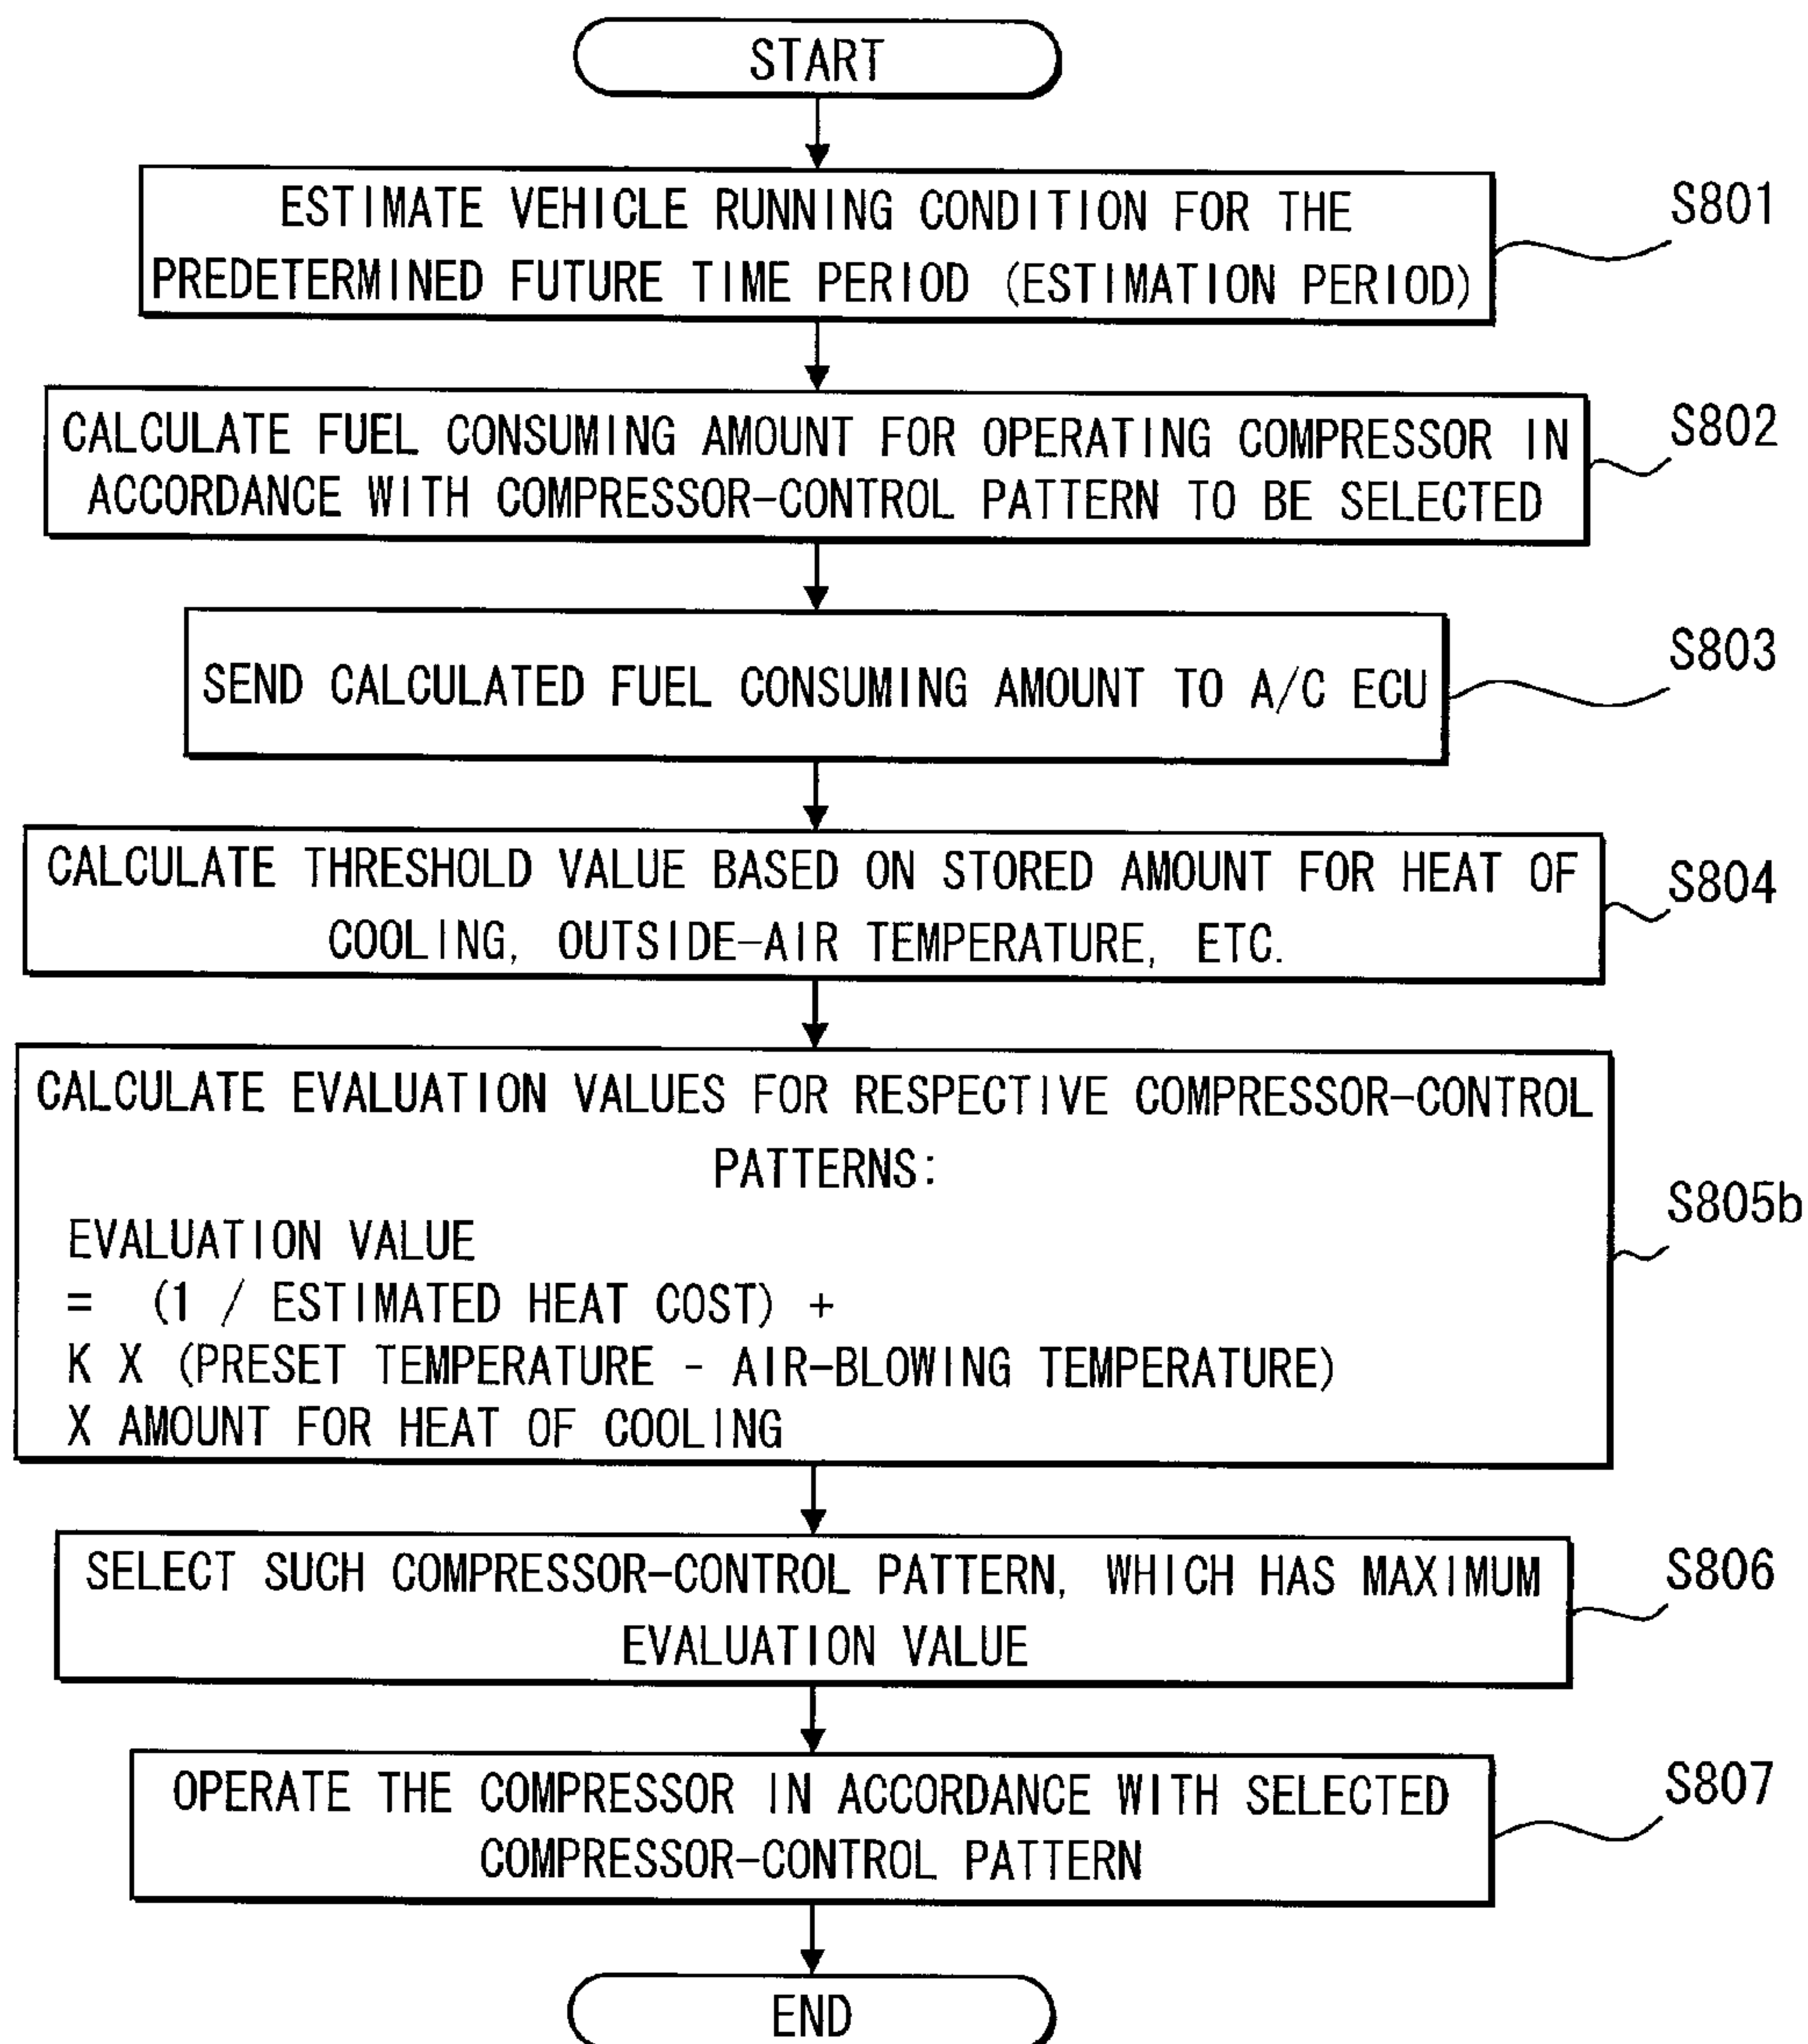 START
ESTIMATE VEHICLE RUNNING CONDITION FOR THE
PREDETERMINED FUTURE TIME PERIOD (ESTIMATION PERIOD)
S801
CALCULATE FUEL CONSUMING AMOUNT FOR OPERATING COMPRESSOR IN
ACCORDANCE WITH COMPRESSOR-CONTROL PATTERN TO BE SELECTED
S802
SEND CALCULATED FUEL CONSUMING AMOUNT TO A/C ECU
S803
CALCULATE THRESHOLD VALUE BASED ON STORED AMOUNT FOR HEAT OF
COOLING, OUTSIDE-AIR TEMPERATURE, ETC.
S804
CALCULATE EVALUATION VALUES FOR RESPECTIVE COMPRESSOR-CONTROL
PATTERNS:
EVALUATION VALUE
= (1 / ESTIMATED HEAT COST) +
K X (PRESET TEMPERATURE - AIR-BLOWING TEMPERATURE)
X AMOUNT FOR HEAT OF COOLING
S805b
SELECT SUCH COMPRESSOR-CONTROL PATTERN, WHICH HAS MAXIMUM
EVALUATION VALUE
S806
OPERATE THE COMPRESSOR IN ACCORDANCE WITH SELECTED
COMPRESSOR-CONTROL PATTERN
S807
END